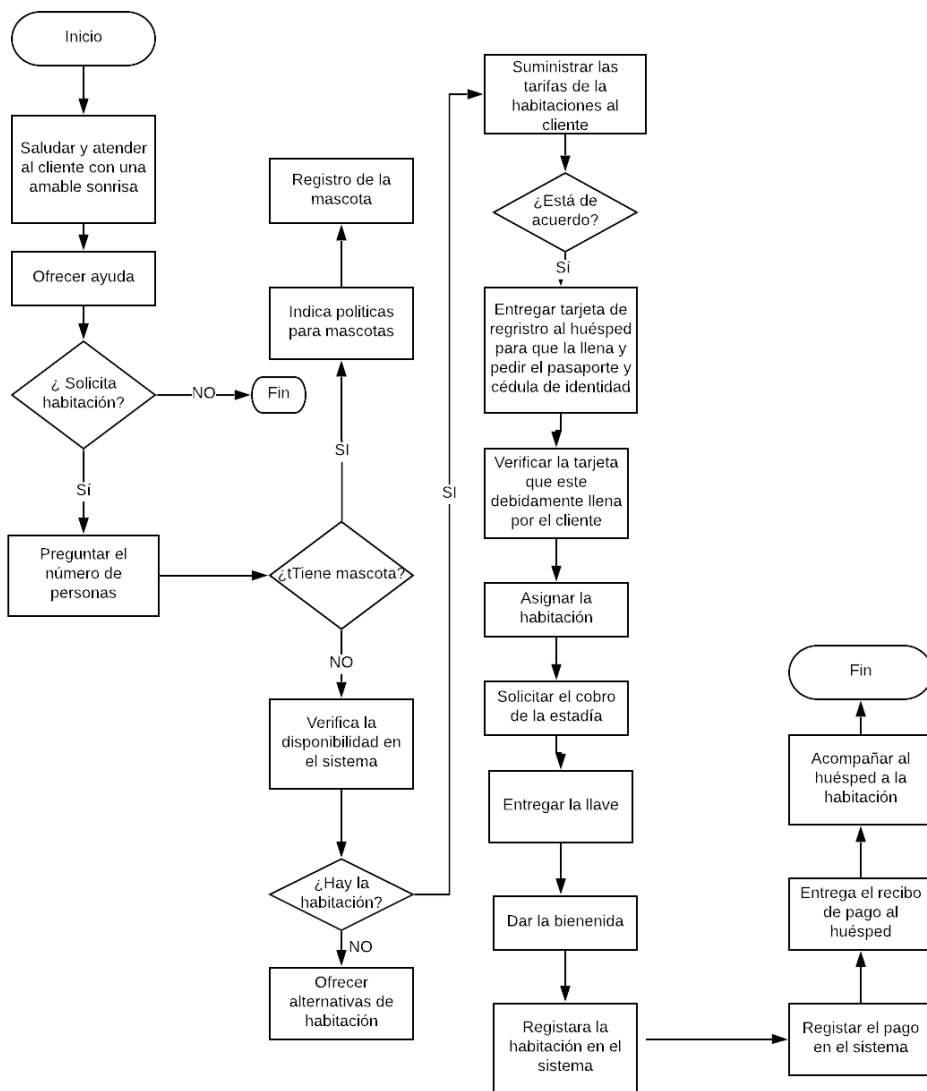 Inicio
Saludar y atender
al cliente con una
amable sonrisa
Ofrecer ayuda
¿ Solicita
habitación?
NO
Fin
Sí
Preguntar el
número de
personas
Registro de la
mascota
Indica politicas
para mascotas
SI
¿tTiene mascota?
NO
Verifica la
disponibilidad en
el sistema
¿Hay la
habitación?
NO
Ofrecer
alternativas de
habitación
SI
Suministrar las
tarifas de la
habitaciones al
cliente
¿Está de
acuerdo?
Sí
Entregar tarjeta de
regristro al huésped
para que la llena y
pedir el pasaporte y
cédula de identidad
Verificar la tarjeta
que este
debidamente llena
por el cliente
Asignar la
habitación
Solicitar el cobro
de la estadía
Entregar la llave
Dar la bienenida
Registara la
habitación en el
sistema
Registar el pago
en el sistema
Entrega el recibo
de pago al
huésped
Acompañar al
huésped a la
habitación
Fin